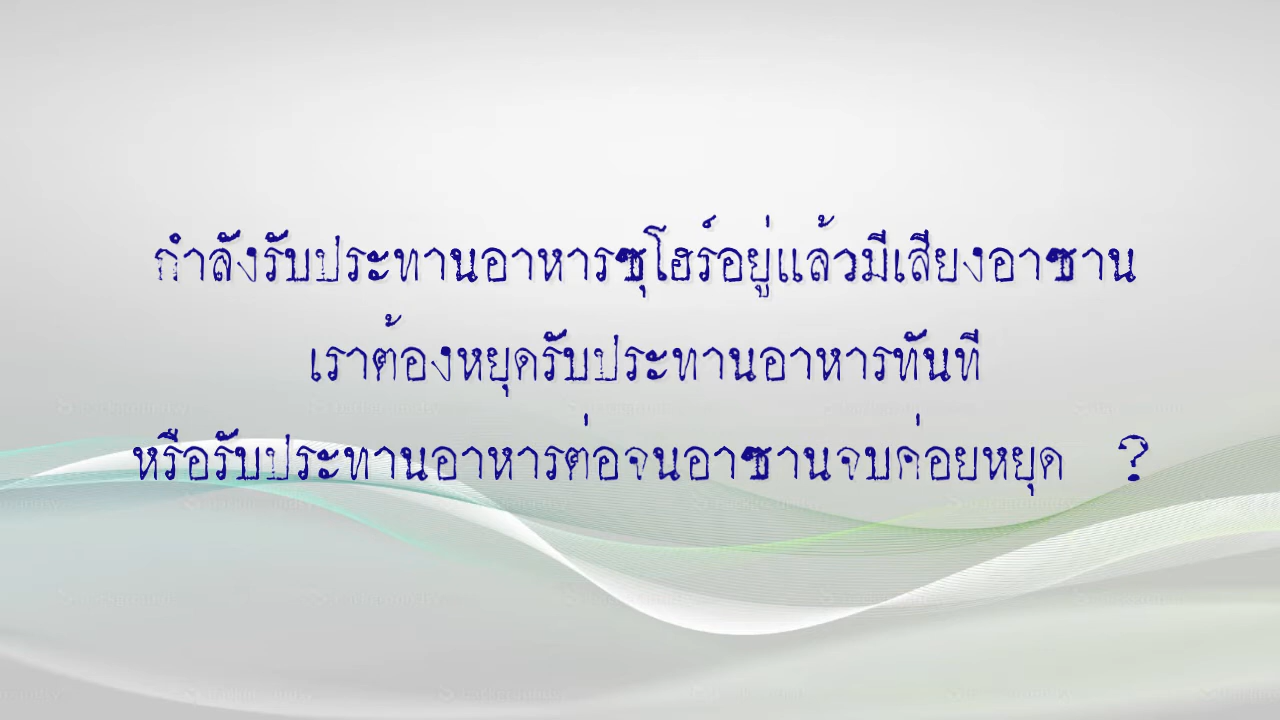 กำลังรับประทานอาหารซุโฮร์อยู่แล้วมีเสียงอาซาน
เราต้องหยุดรับประทานอาหารทันที
หรือรับประทานอาหารต่อจนอาซานจบค่อยหยุด ?